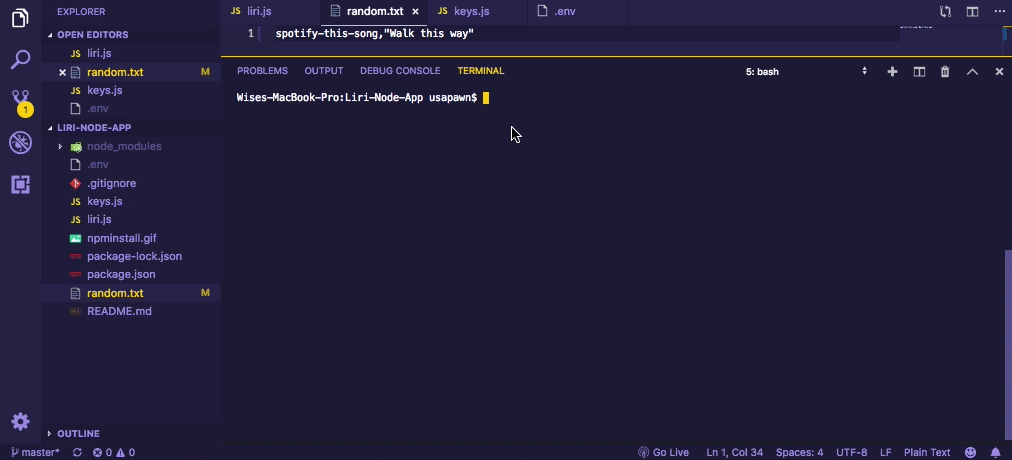 EXPLORER
OPEN EDITORS
JS liri.js
random.txt M
JS keys.js
.env
LIRI-NODE-APP
node_modules
.env
.gitignore
JS keys.js
JS liri.js
npminstall.gif
package-lock.json
package.json
random.txt M
README.md
OUTLINE
1
JS liri.js random.txt JS keys.js .env
1 spotify-this-song,"Walk this way"
PROBLEMS OUTPUT DEBUG CONSOLE TERMINAL 5: bash
Wises-MacBook-Pro:Liri-Node-App usapawn$
master* 0 0 Go Live Ln 1, Col 34 Spaces: 4 UTF-8 LF Plain Text